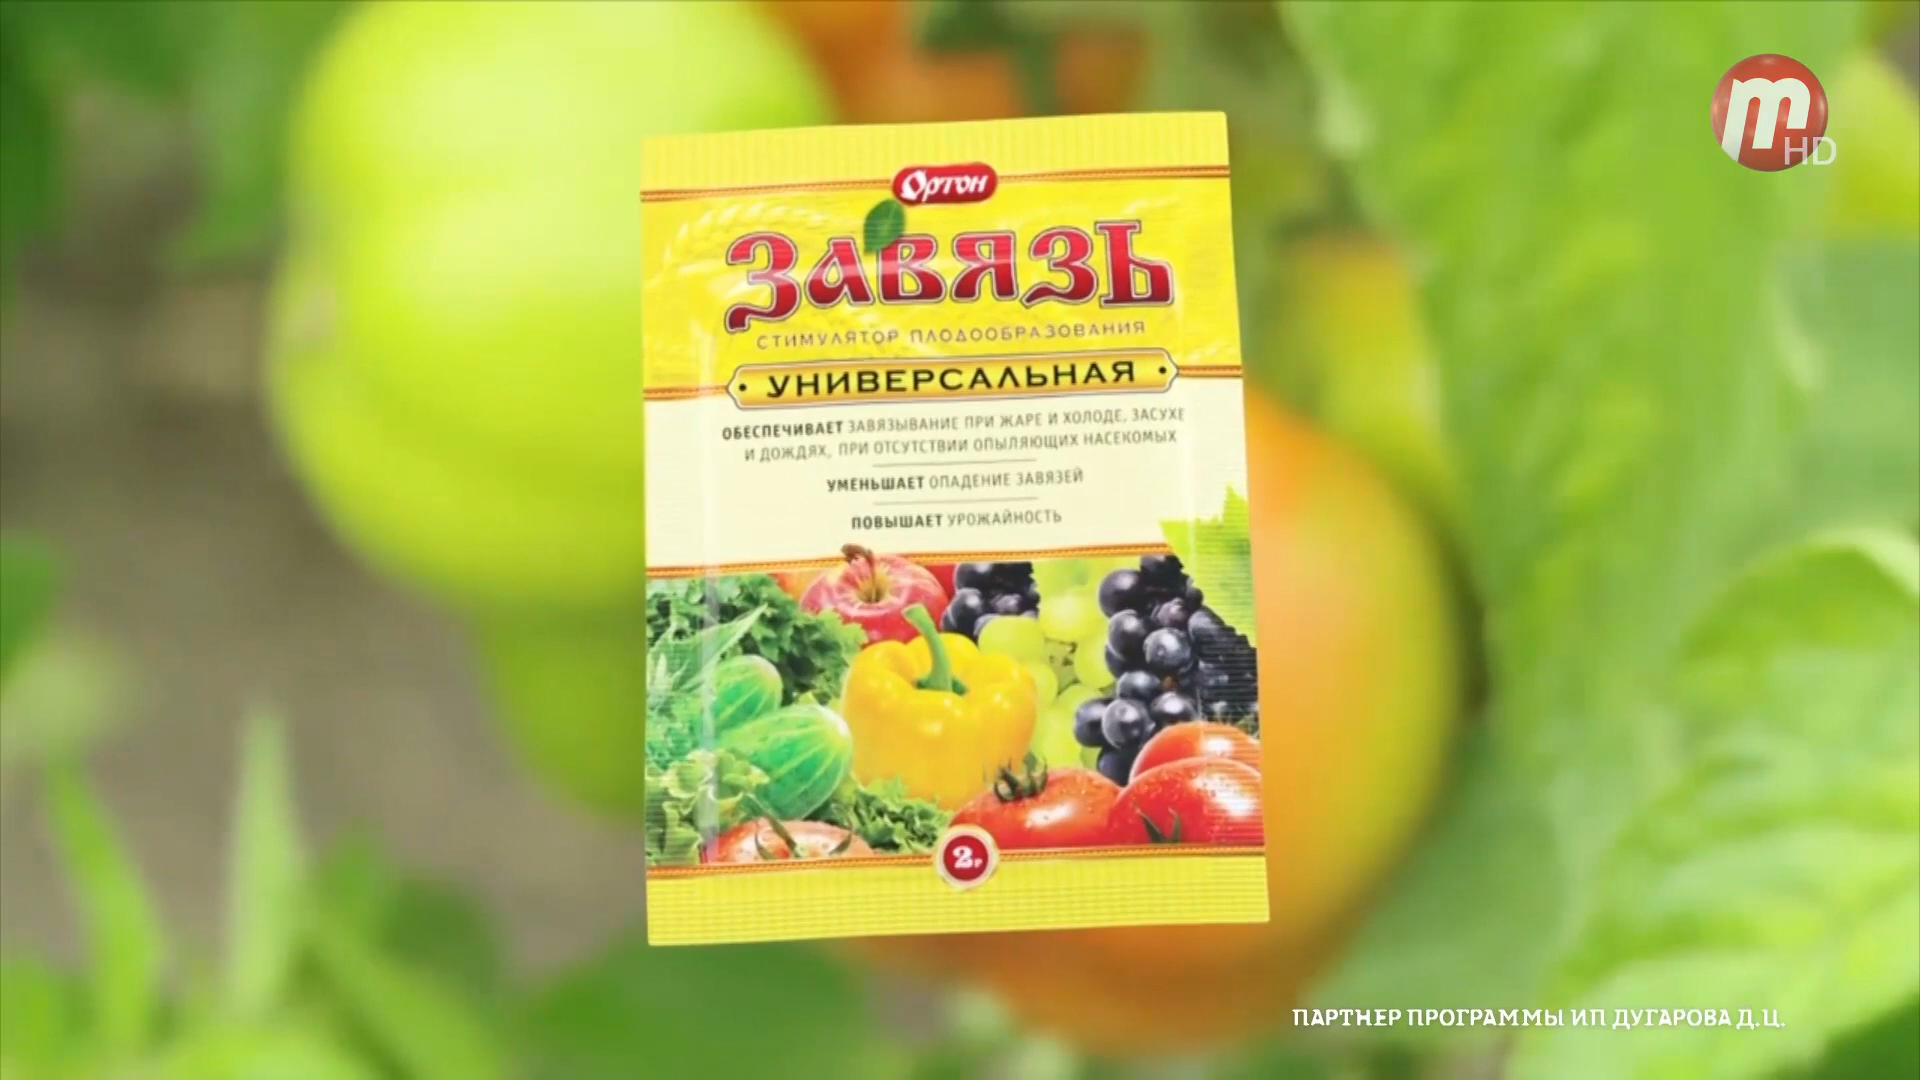 m
HD
Ортон
Завязь
СТИМУЛЯТОР ПЛОДООБРАЗОВАНИЯ
• УНИВЕРСАЛЬНАЯ •
ОБЕСПЕЧИВАЕТ ЗАВЯЗЫВАНИЕ ПРИ ЖАРЕ И ХОЛОДЕ, ЗАСУХЕ
И ДОЖДЯХ, ПРИ ОТСУТСТВИИ ОПЫЛЯЮЩИХ НАСЕКОМЫХ
УМЕНЬШАЕТ ОПАДЕНИЕ ЗАВЯЗЕЙ
ПОВЫШАЕТ УРОЖАЙНОСТЬ
2г
ПАРТНЕР ПРОГРАММЫ ИП ДУГАРОВА Д.Ц.